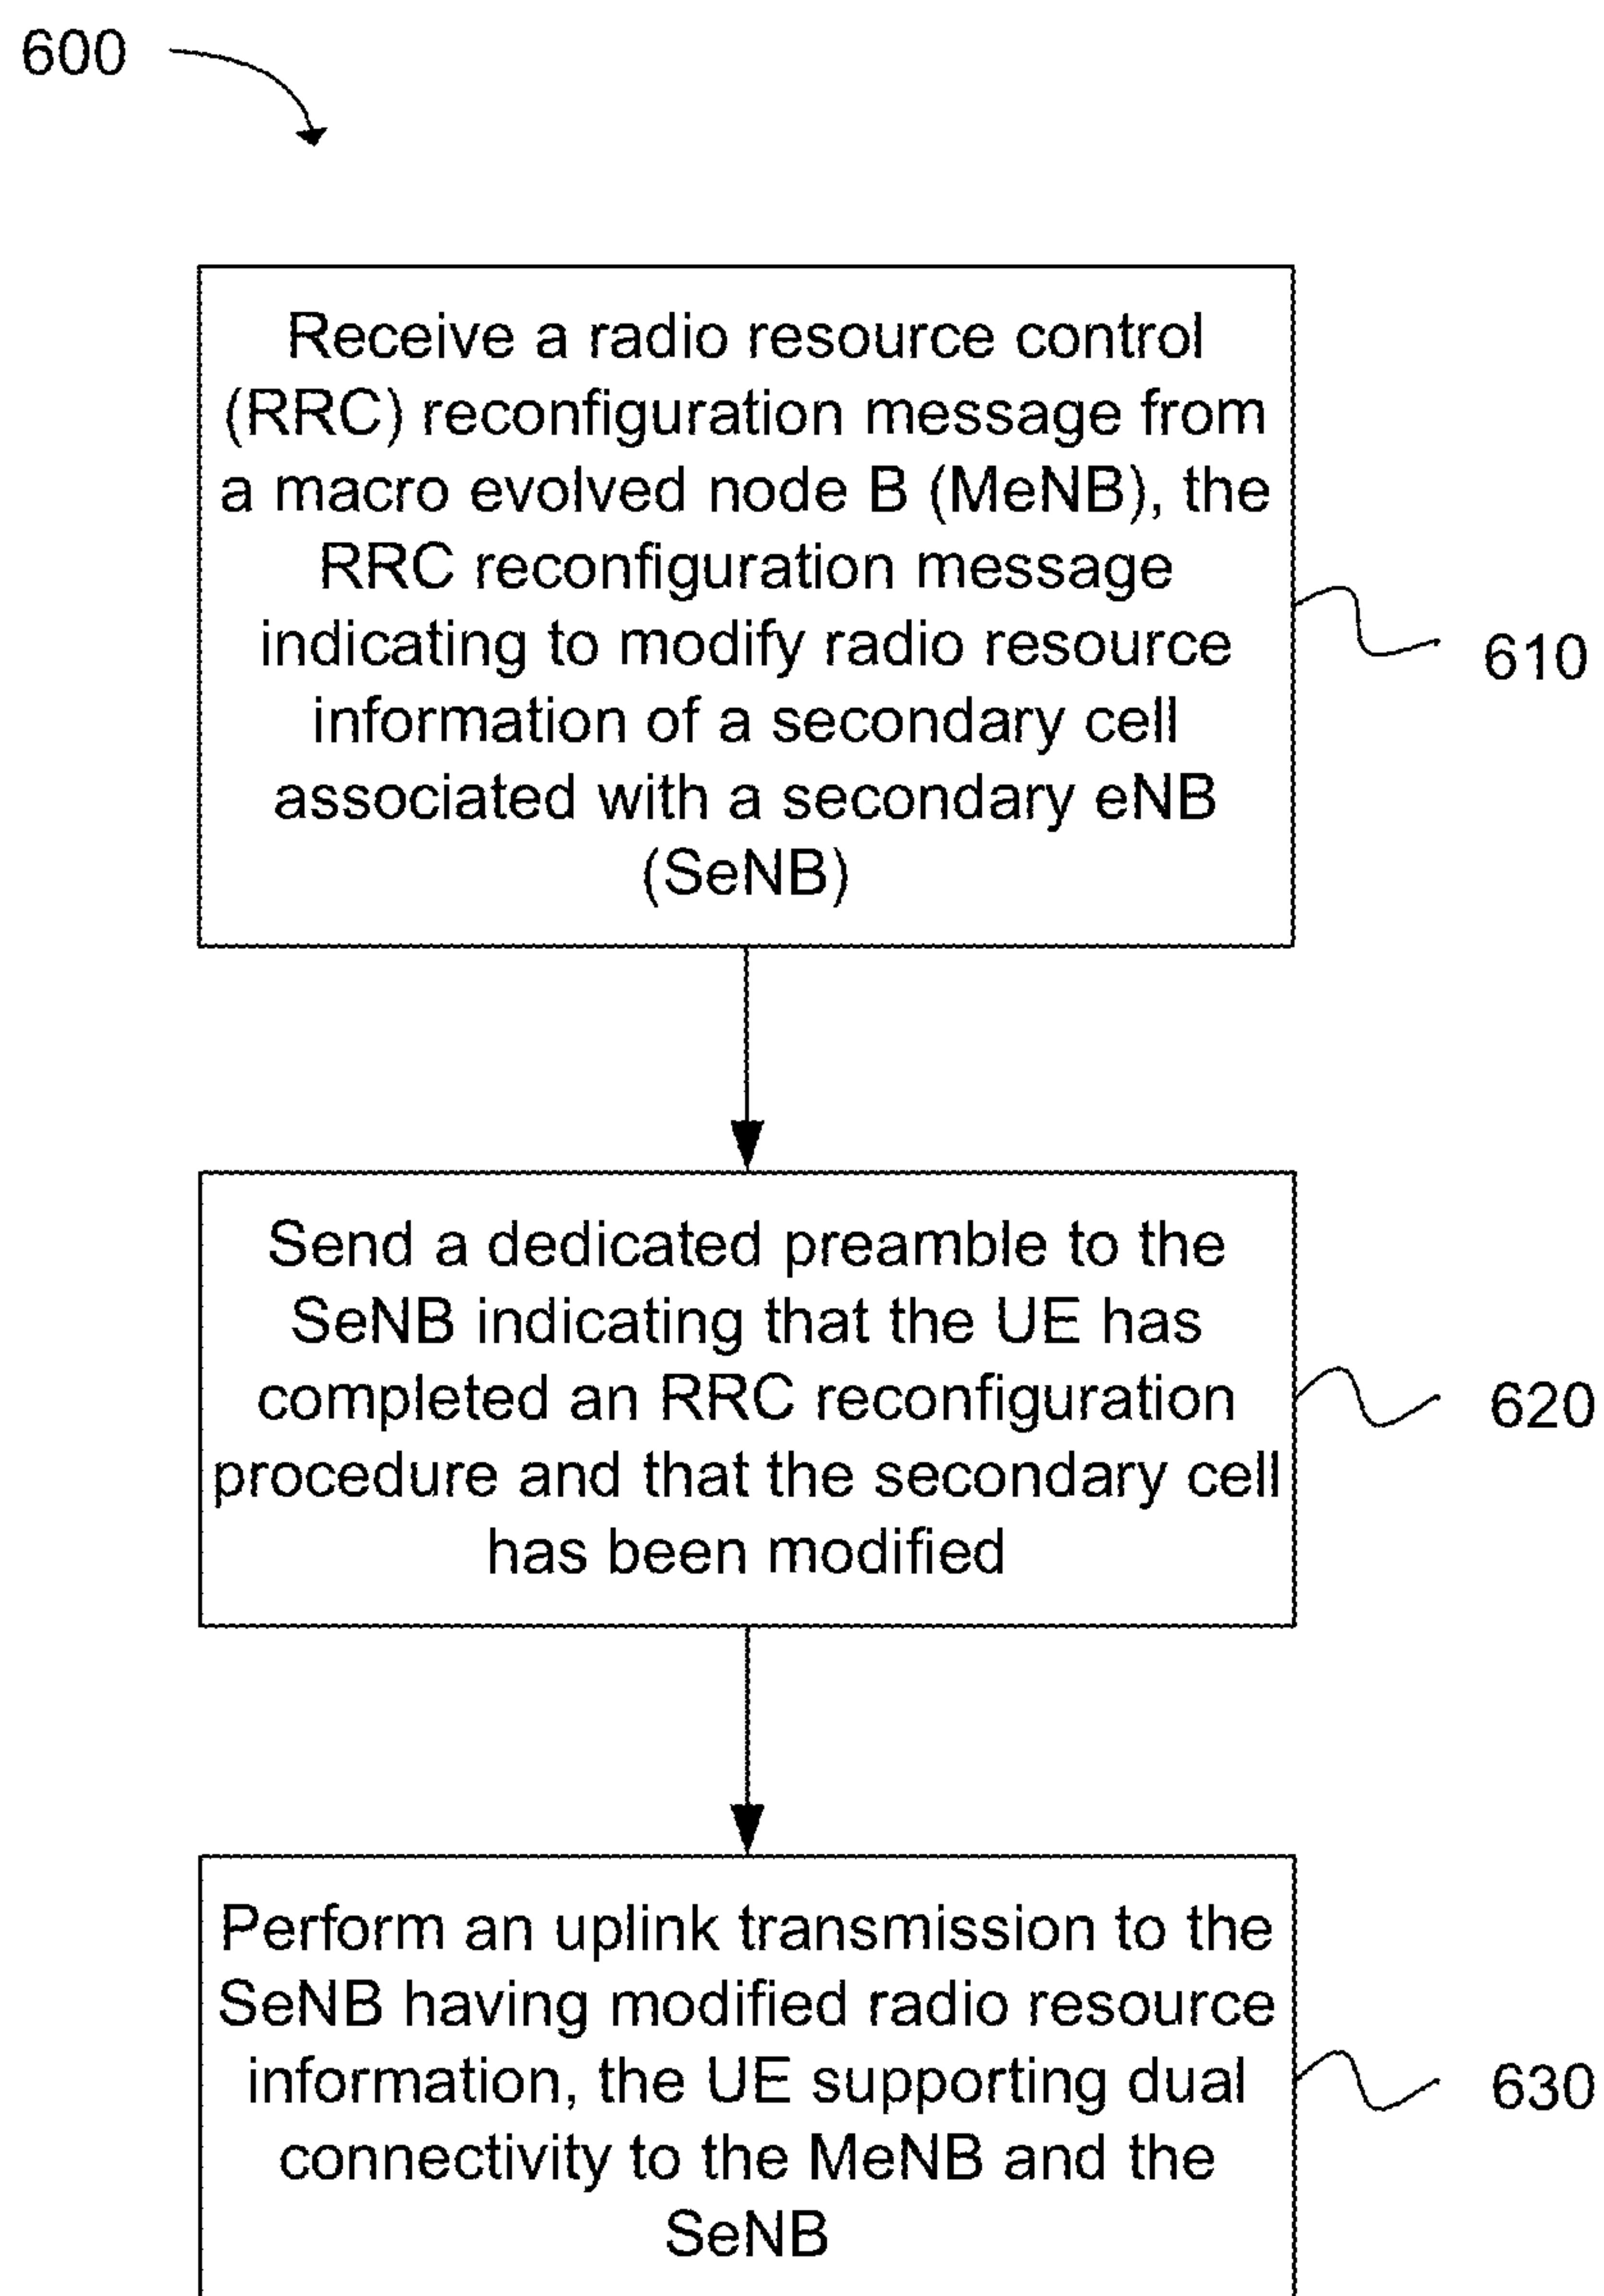 600
Receive a radio resource control
(RRC) reconfiguration message from
a macro evolved node B (MeNB), the
RRC reconfiguration message
indicating to modify radio resource
information of a secondary cell
associated with a secondary eNB
(SeNB)
610
Send a dedicated preamble to the
SeNB indicating that the UE has
completed an RRC reconfiguration
procedure and that the secondary cell
has been modified
620
Perform an uplink transmission to the
SeNB having modified radio resource
information, the UE supporting dual
connectivity to the MeNB and the
SeNB
630